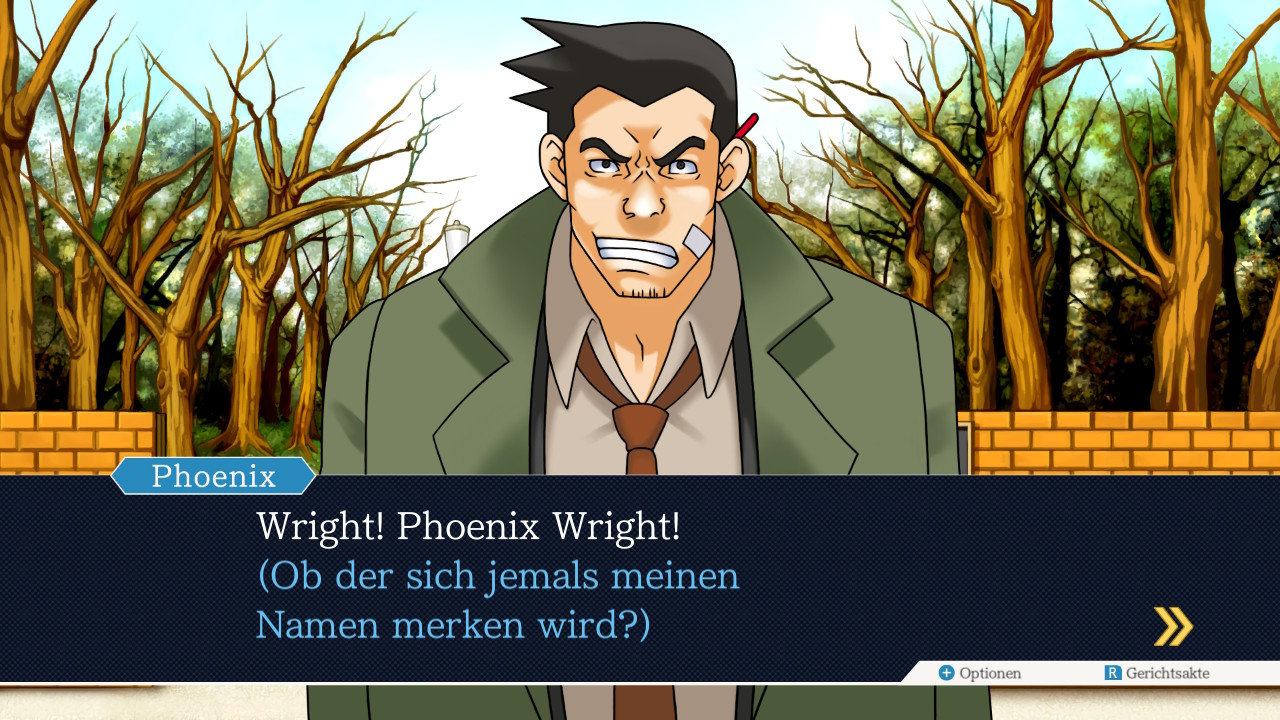 Phoenix
Wright! Phoenix Wright!
(Ob der sich jemals meinen
Namen merken wird?)
+ Optionen
R Gerichtsakte